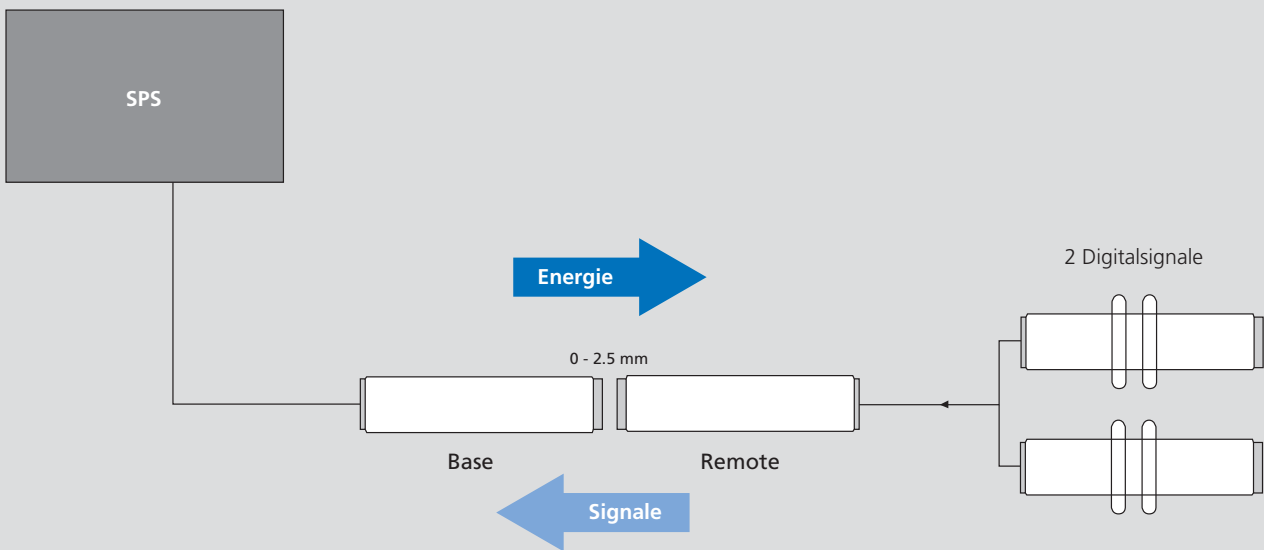 SPS
2 Digitalsignale
Energie
0 - 2.5 mm
Base
Remote
Signale